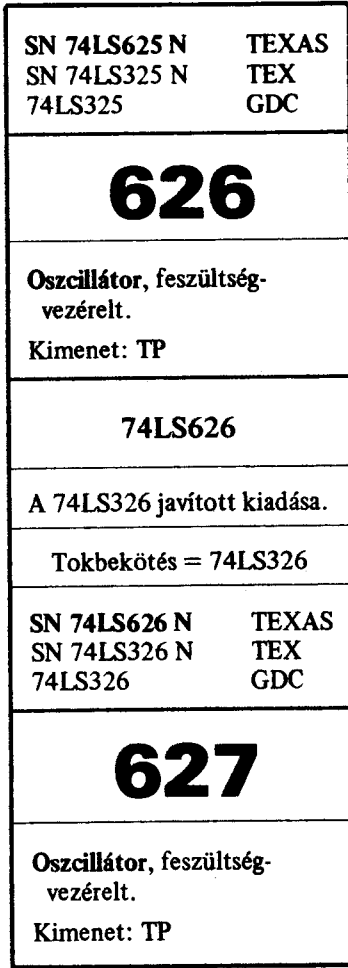 SN 74LS625 N TEXAS
SN 74LS325 N TEX
74LS325 GDC
626
Oszcillátor, feszültség-
vezérelt.
Kimenet: TP
74LS626
A 74LS326 javított kiadása.
Tokbekötés = 74LS326
SN 74LS626 N TEXAS
SN 74LS326 N TEX
74LS326 GDC
627
Oszcillátor, feszültség-
vezérelt.
Kimenet: TP